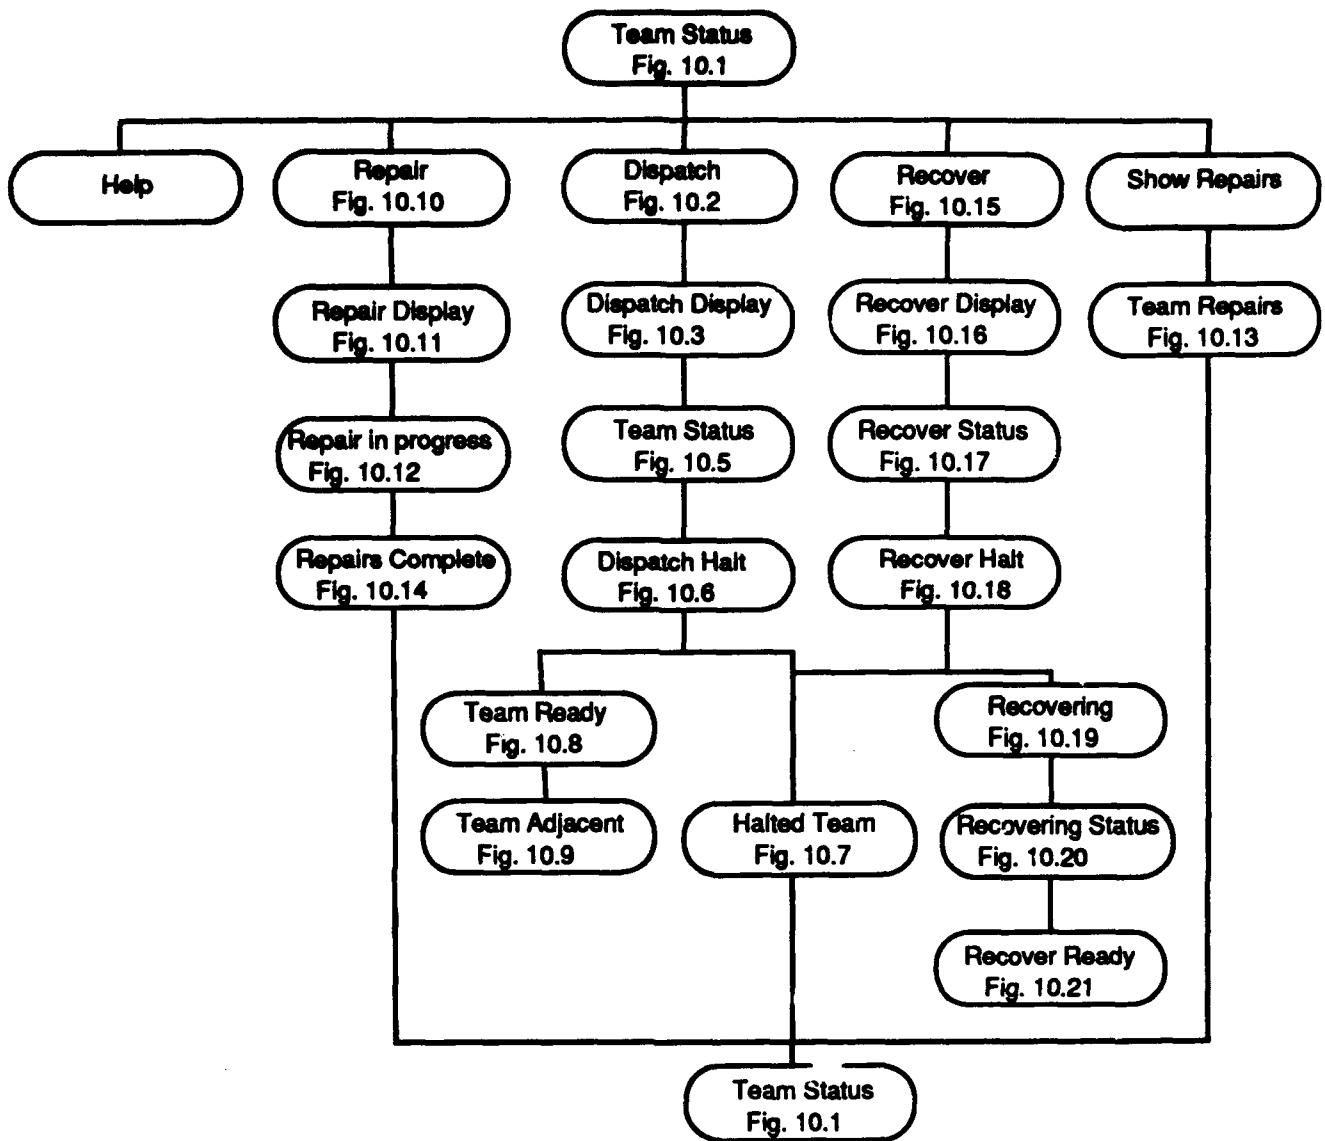 Team Status
Fig. 10.1
Help
Repair
Fig. 10.10
Dispatch
Fig. 10.2
Recover
Fig. 10.15
Show Repairs
Repair Display
Fig. 10.11
Dispatch Display
Fig. 10.3
Recover Display
Fig. 10.16
Team Repairs
Fig. 10.13
Repair in progress
Fig. 10.12
Team Status
Fig. 10.5
Recover Status
Fig. 10.17
Repairs Complete
Fig. 10.14
Dispatch Halt
Fig. 10.6
Recover Halt
Fig. 10.18
Team Ready
Fig. 10.8
Recovering
Fig. 10.19
Team Adjacent
Fig. 10.9
Halted Team
Fig. 10.7
Recovering Status
Fig. 10.20
Recover Ready
Fig. 10.21
Team Status
Fig. 10.1